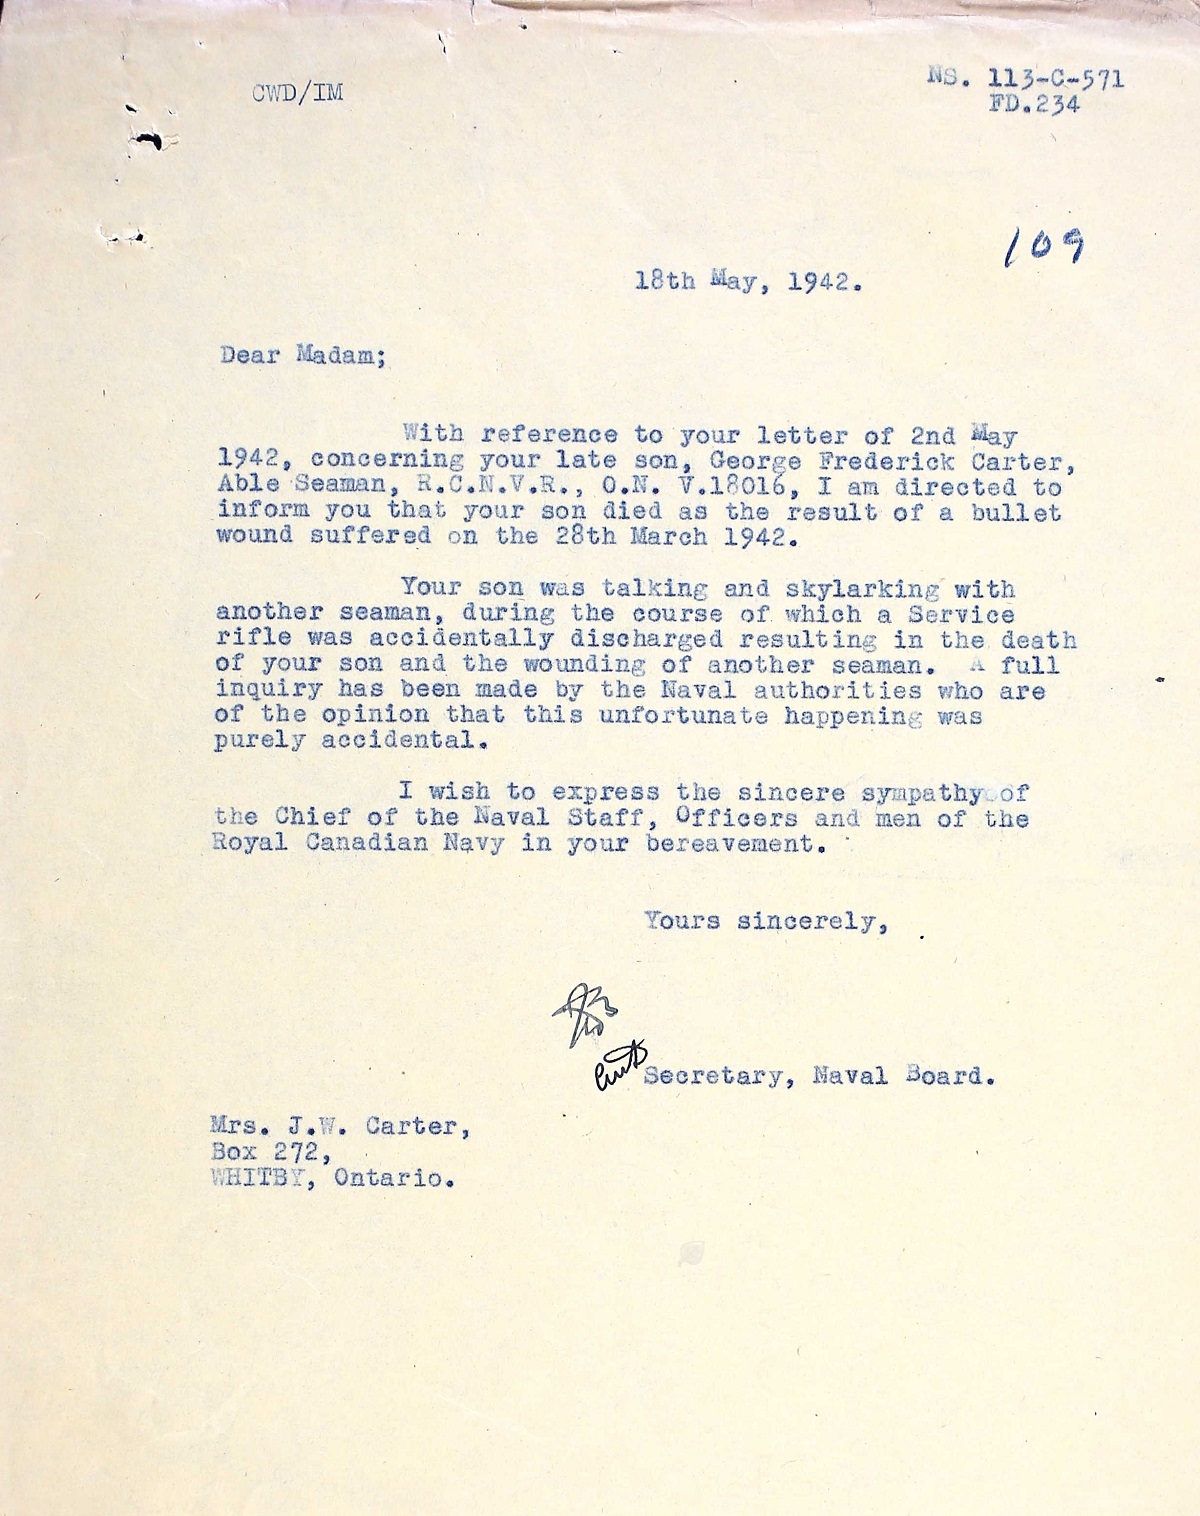 CWD/IM
NS. 113-C-571
FD.234
109
18th May, 1942.
Dear Madam;
With reference to your letter of 2nd May
1942, concerning your late son, George Frederick Carter,
Able Seaman, R.C.N.V.R., O.N. V.18016, I am directed to
inform you that your son died as the result of a bullet
wound suffered on the 28th March 1942.
Your son was talking and skylarking with
another seaman, during the course of which a Service
rifle was accidentally discharged resulting in the death
of your son and the wounding of another seaman. A full
inquiry has been made by the Naval authorities who are
of the opinion that this unfortunate happening was
purely accidental.
I wish to express the sincere sympathy of
the Chief of the Naval Staff, Officers and men of the
Royal Canadian Navy in your bereavement.
Yours sincerely,
Secretary, Naval Board.
Mrs. J.W. Carter,
Box 272,
WHITBY, Ontario.